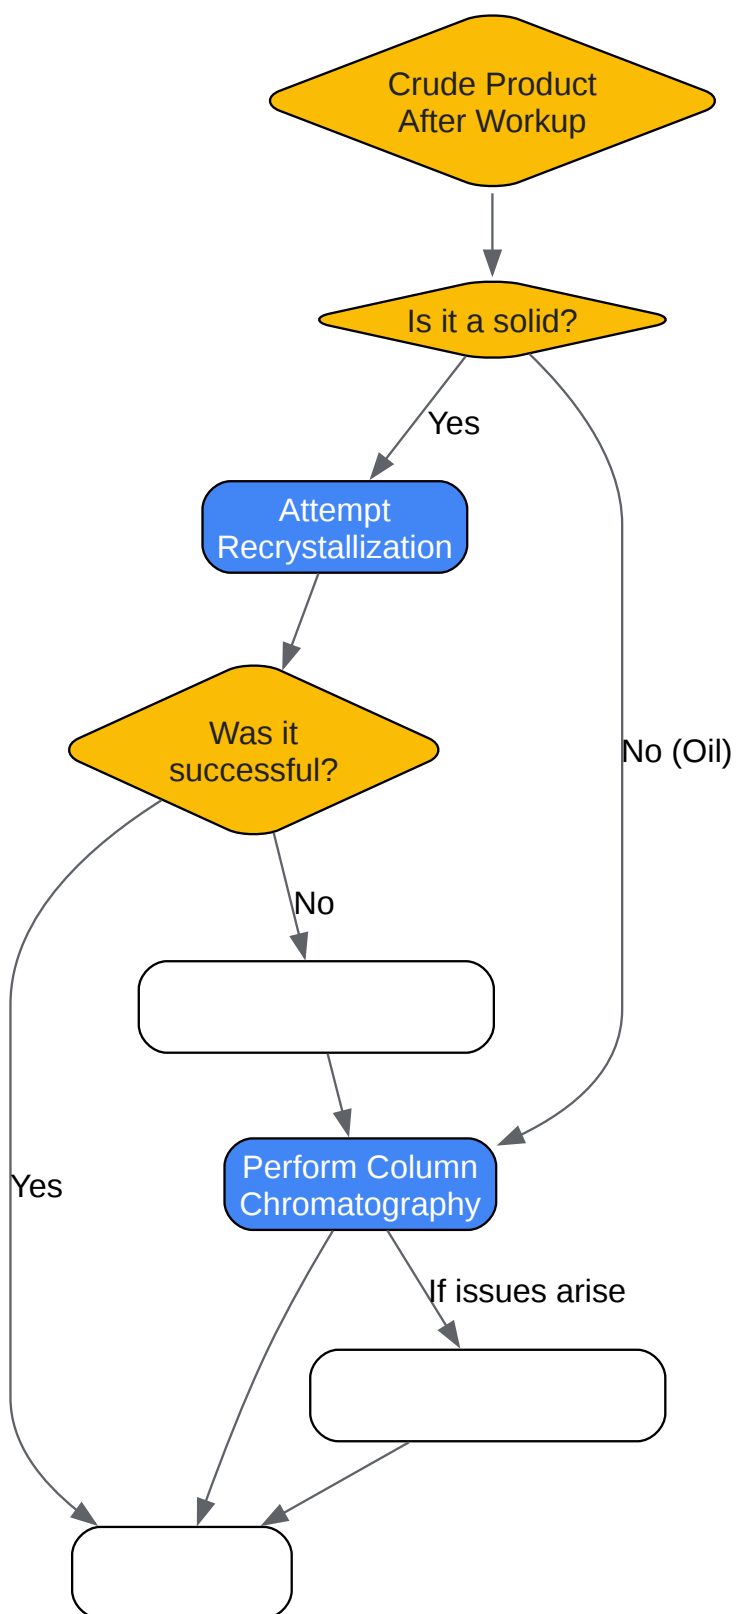 Crude Product
After Workup
Is it a solid?
Yes
Attempt
Recrystallization
Was it
successful?
No (Oil)
No
Perform Column
Chromatography
Yes
If issues arise